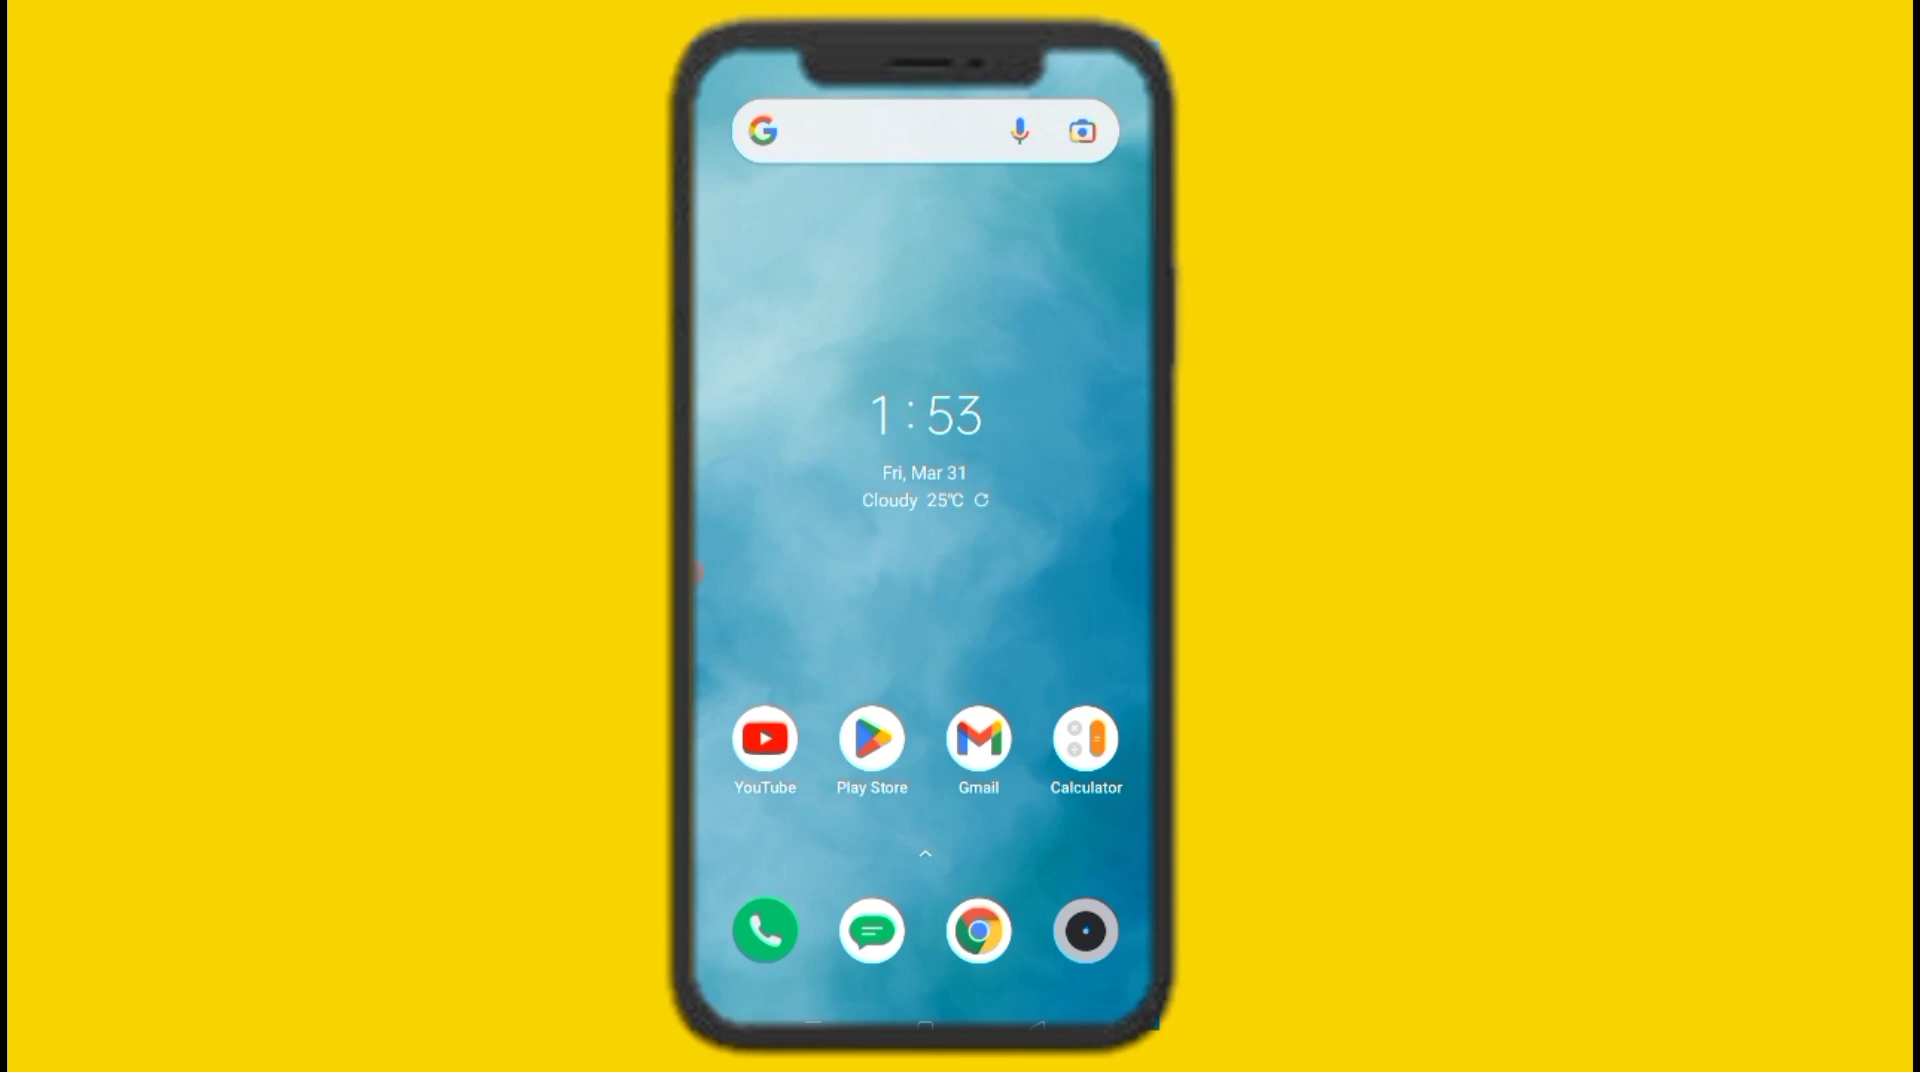 1:53
Fri, Mar 31
Cloudy 25℃
YouTube
Play Store
Gmail
Calculator